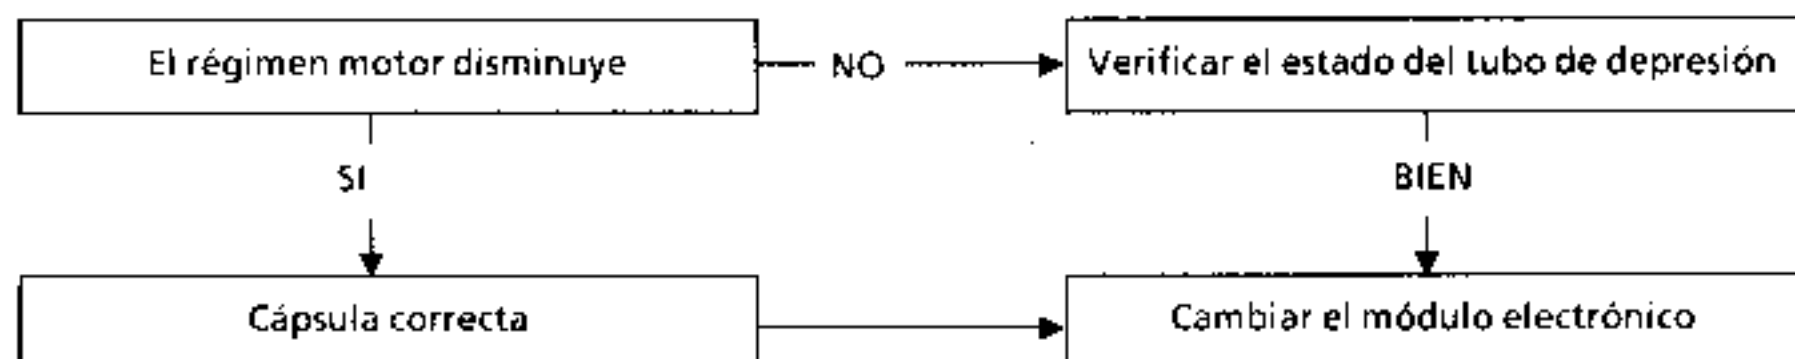 El régimen motor disminuye
NO
Verificar el estado del tubo de depresión
SI
BIEN
Cápsula correcta
Cambiar el módulo electrónico